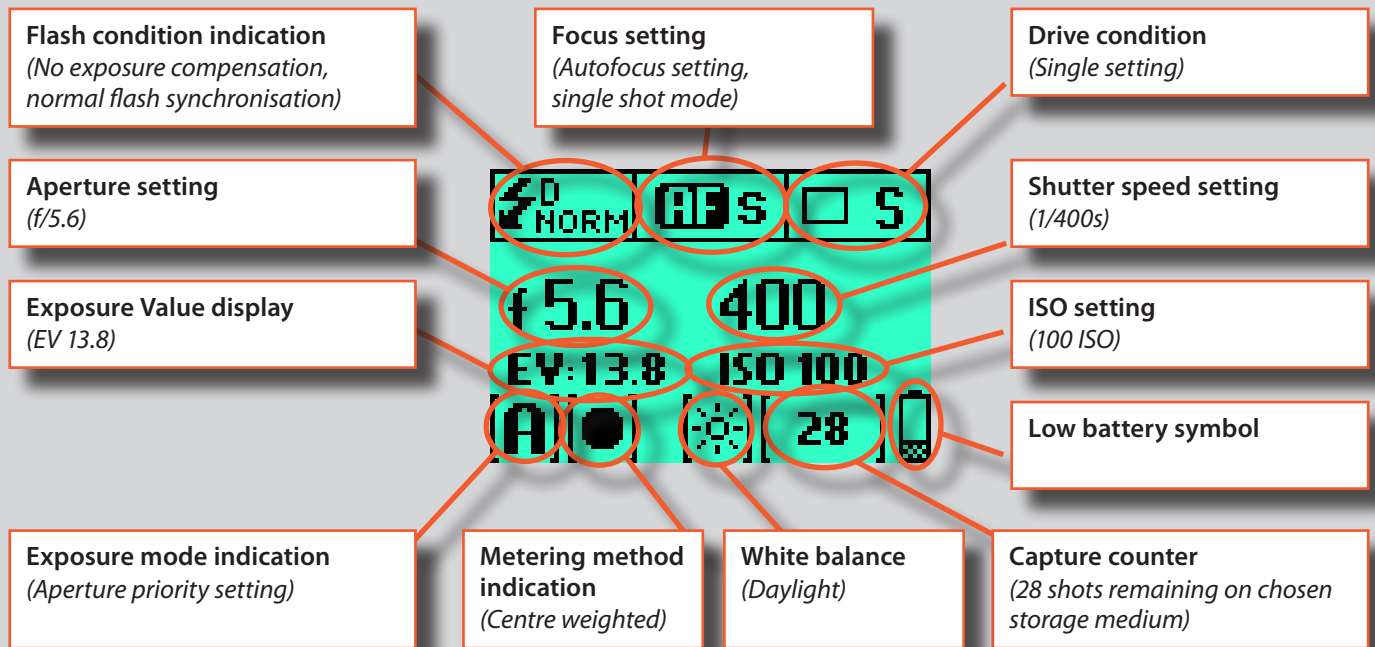 Flash condition indication
(No exposure compensation,
normal flash synchronisation)
Focus setting
(Autofocus setting,
single shot mode)
Drive condition
(Single setting)
Aperture setting
(f/5.6)
Shutter speed setting
(1/400s)
Exposure Value display
(EV 13.8)
ISO setting
(100 ISO)
Low battery symbol
D
NORM
AF S
S
f 5.6
400
EV:13.8
ISO 100
[A]
[
]
[
]
[ 28 ]
Exposure mode indication
(Aperture priority setting)
Metering method
indication
(Centre weighted)
White balance
(Daylight)
Capture counter
(28 shots remaining on chosen
storage medium)